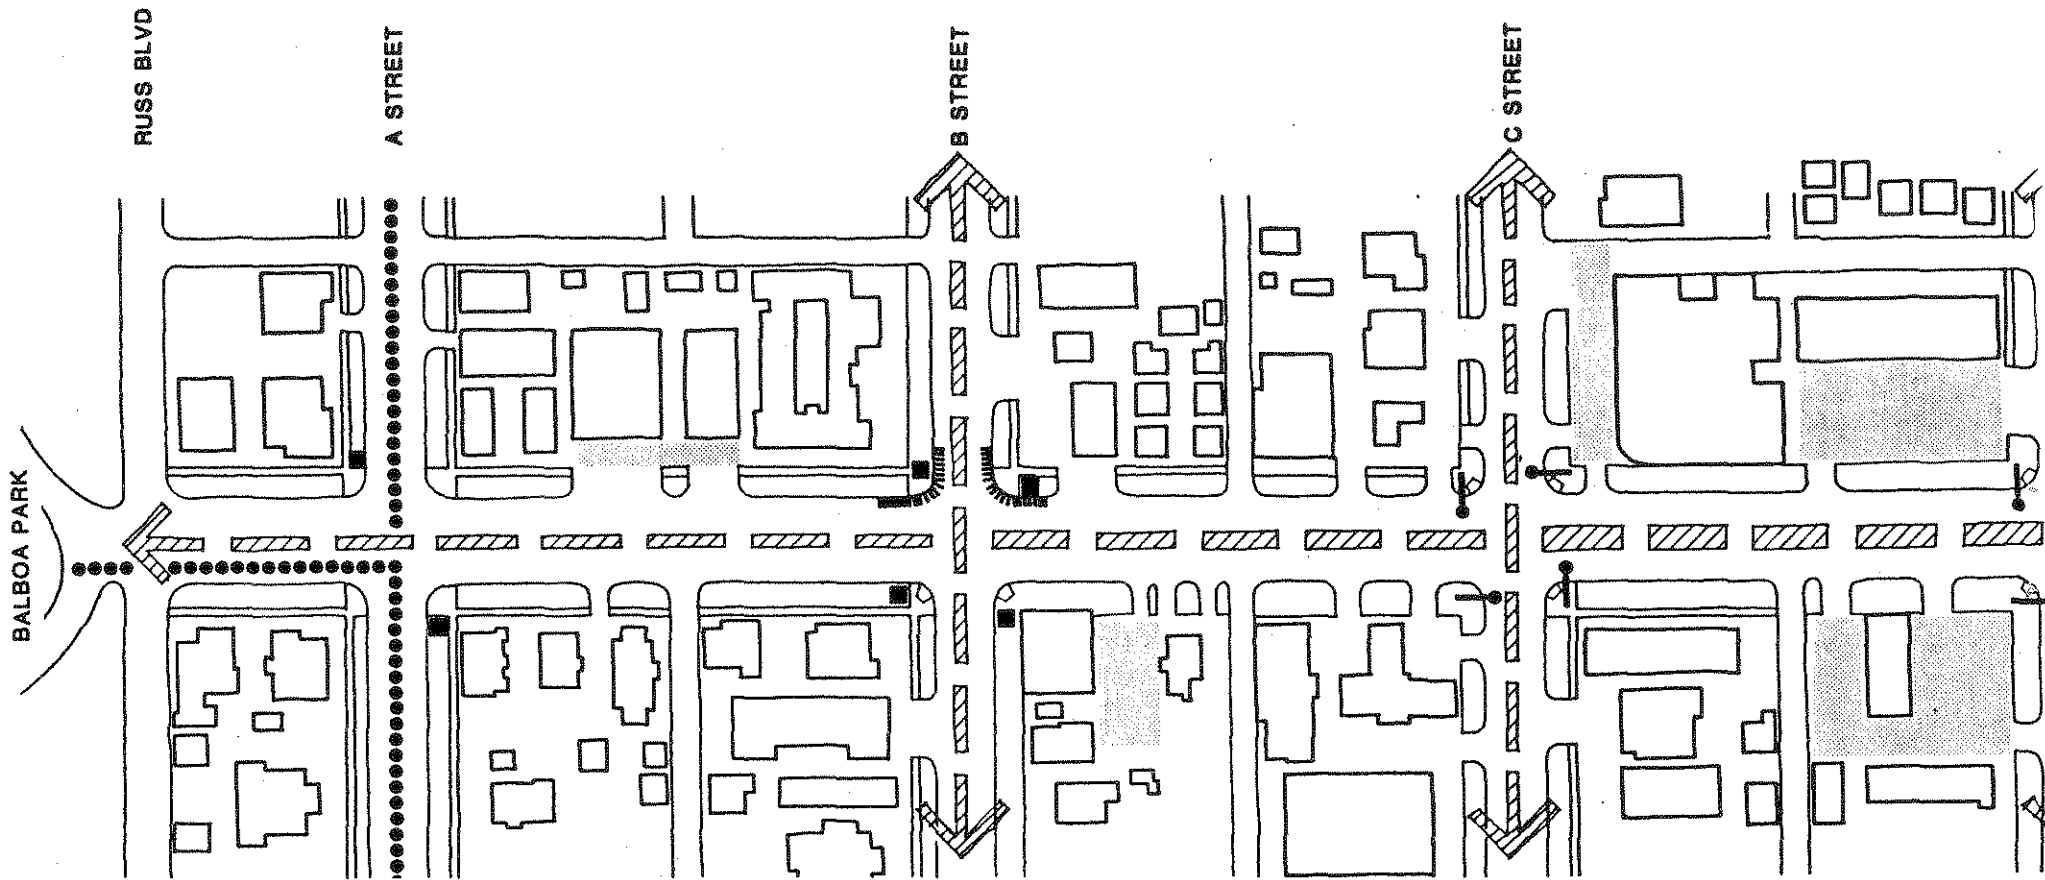 RUSS BLVD
A STREET
B STREET
C STREET
BALBOA PARK